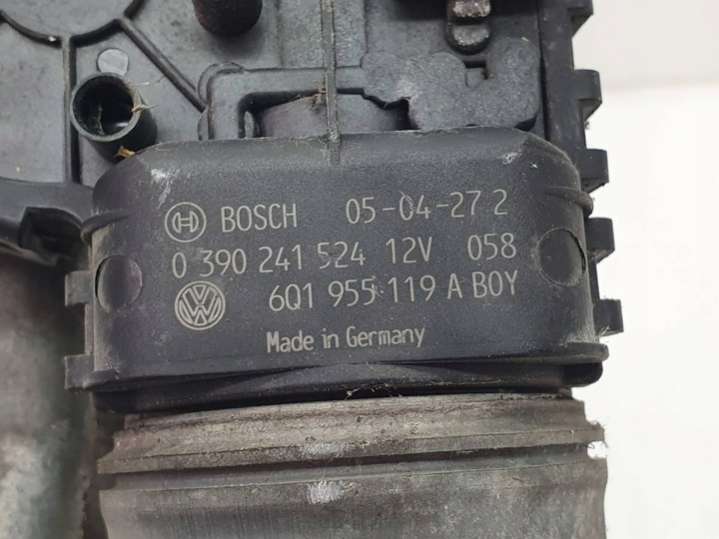 BOSCH 05-04-27 2
0 390 241 524 12V 058
6Q1 955 119 A BOY
Made in Germany